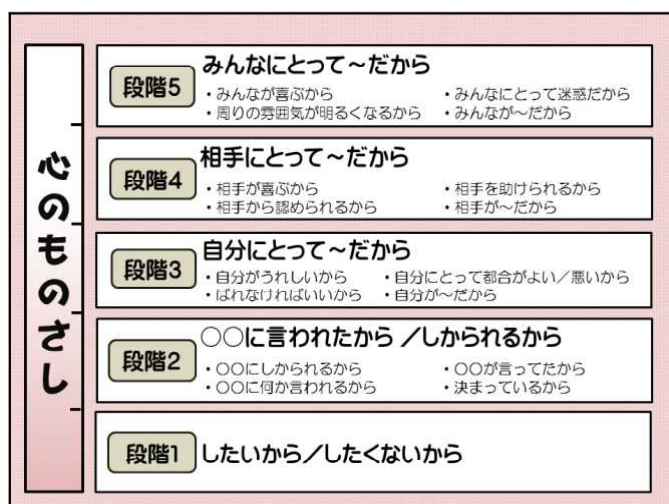 心のものさし
段階5
みんなにとって～だから
・みんなが喜ぶから ・みんなにとって迷惑だから
・周りの雰囲気が明るくなるから ・みんなが～だから
段階4
相手にとって～だから
・相手が喜ぶから ・相手を助けられるから
・相手から認められるから ・相手が～だから
段階3
自分にとって～だから
・自分がうれしいから ・自分にとって都合がよい／悪いから
・ばれなければいいから ・自分が～だから
段階2
○○に言われたから／しかられるから
・○○にしかられるから ・○○が言ってたから
・○○に何か言われるから ・決まっているから
段階1
したいから／したくないから